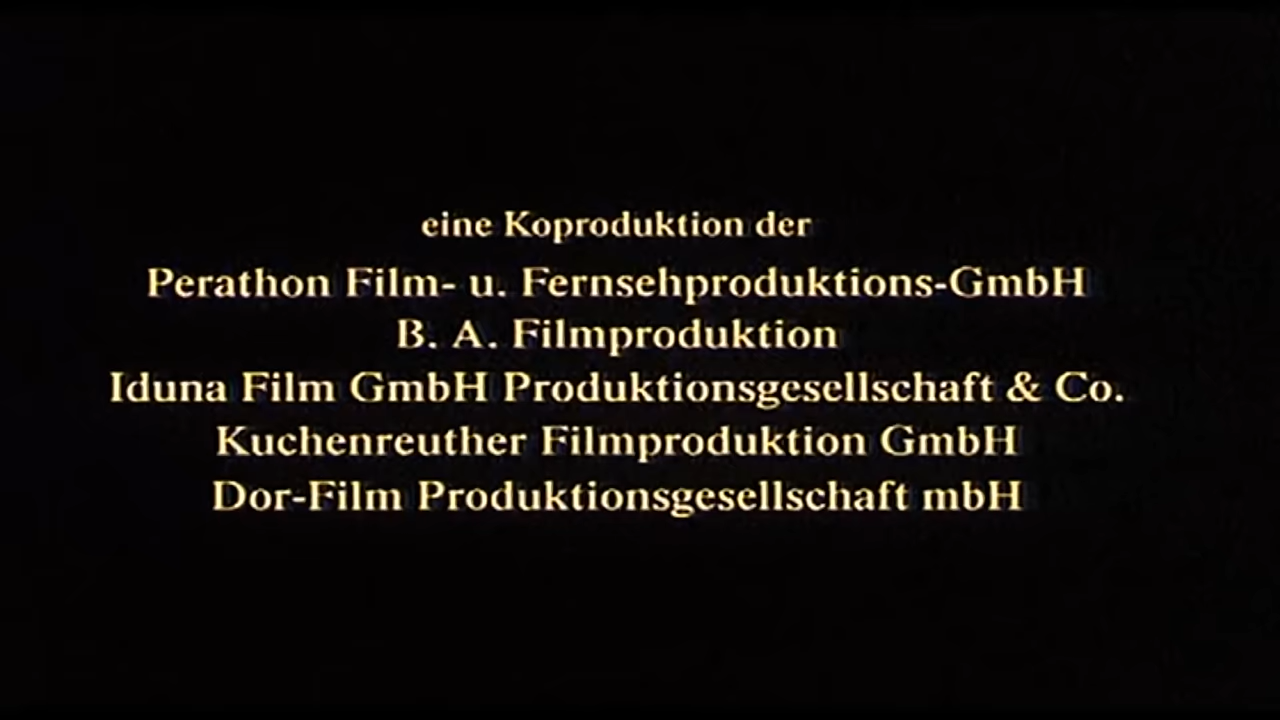 eine Koproduktion der
Perathon Film- u. Fernsehproduktions-GmbH
B. A. Filmproduktion
Iduna Film GmbH Produktionsgesellschaft & Co.
Kuchenreuther Filmproduktion GmbH
Dor-Film Produktionsgesellschaft mbH